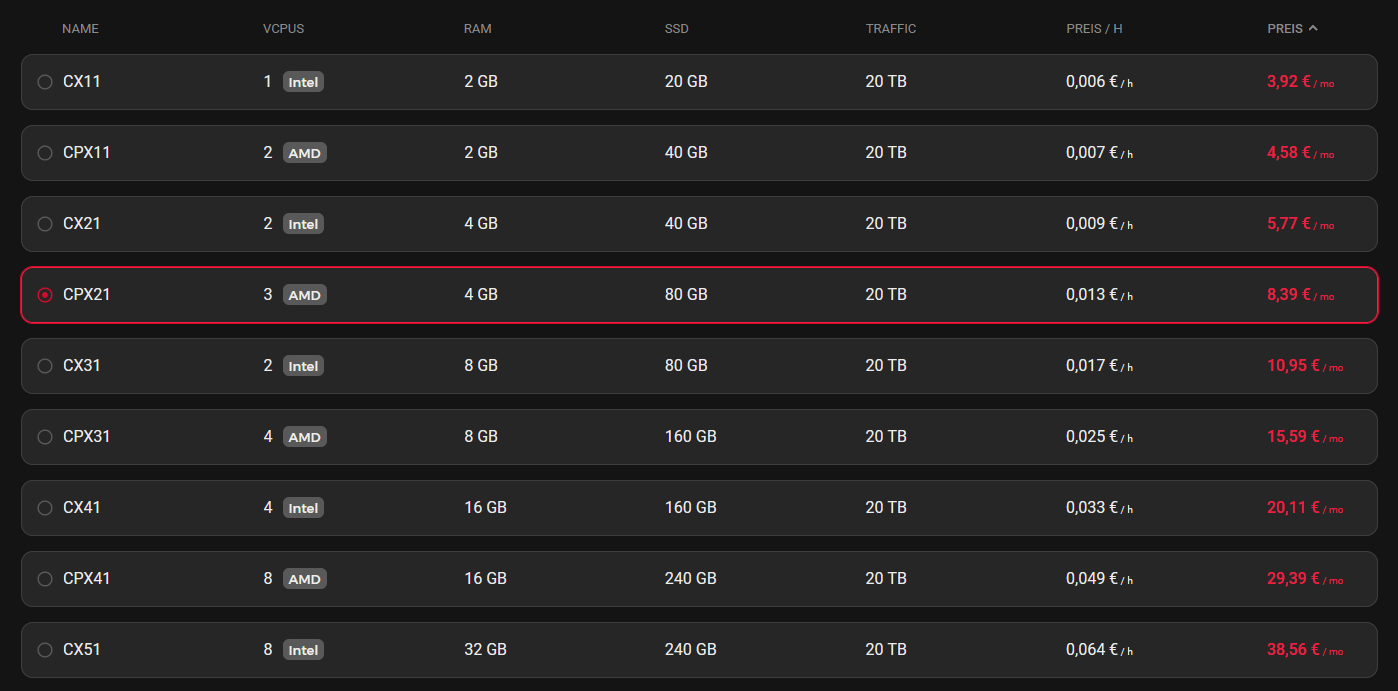 NAME VCPUS RAM SSD TRAFFIC PREIS / H PREIS
CX11 1 Intel 2 GB 20 GB 20 TB 0,006 € / h 3,92 € / mo
CPX11 2 AMD 2 GB 40 GB 20 TB 0,007 € / h 4,58 € / mo
CX21 2 Intel 4 GB 40 GB 20 TB 0,009 € / h 5,77 € / mo
CPX21 3 AMD 4 GB 80 GB 20 TB 0,013 € / h 8,39 € / mo
CX31 2 Intel 8 GB 80 GB 20 TB 0,017 € / h 10,95 € / mo
CPX31 4 AMD 8 GB 160 GB 20 TB 0,025 € / h 15,59 € / mo
CX41 4 Intel 16 GB 160 GB 20 TB 0,033 € / h 20,11 € / mo
CPX41 8 AMD 16 GB 240 GB 20 TB 0,049 € / h 29,39 € / mo
CX51 8 Intel 32 GB 240 GB 20 TB 0,064 € / h 38,56 € / mo